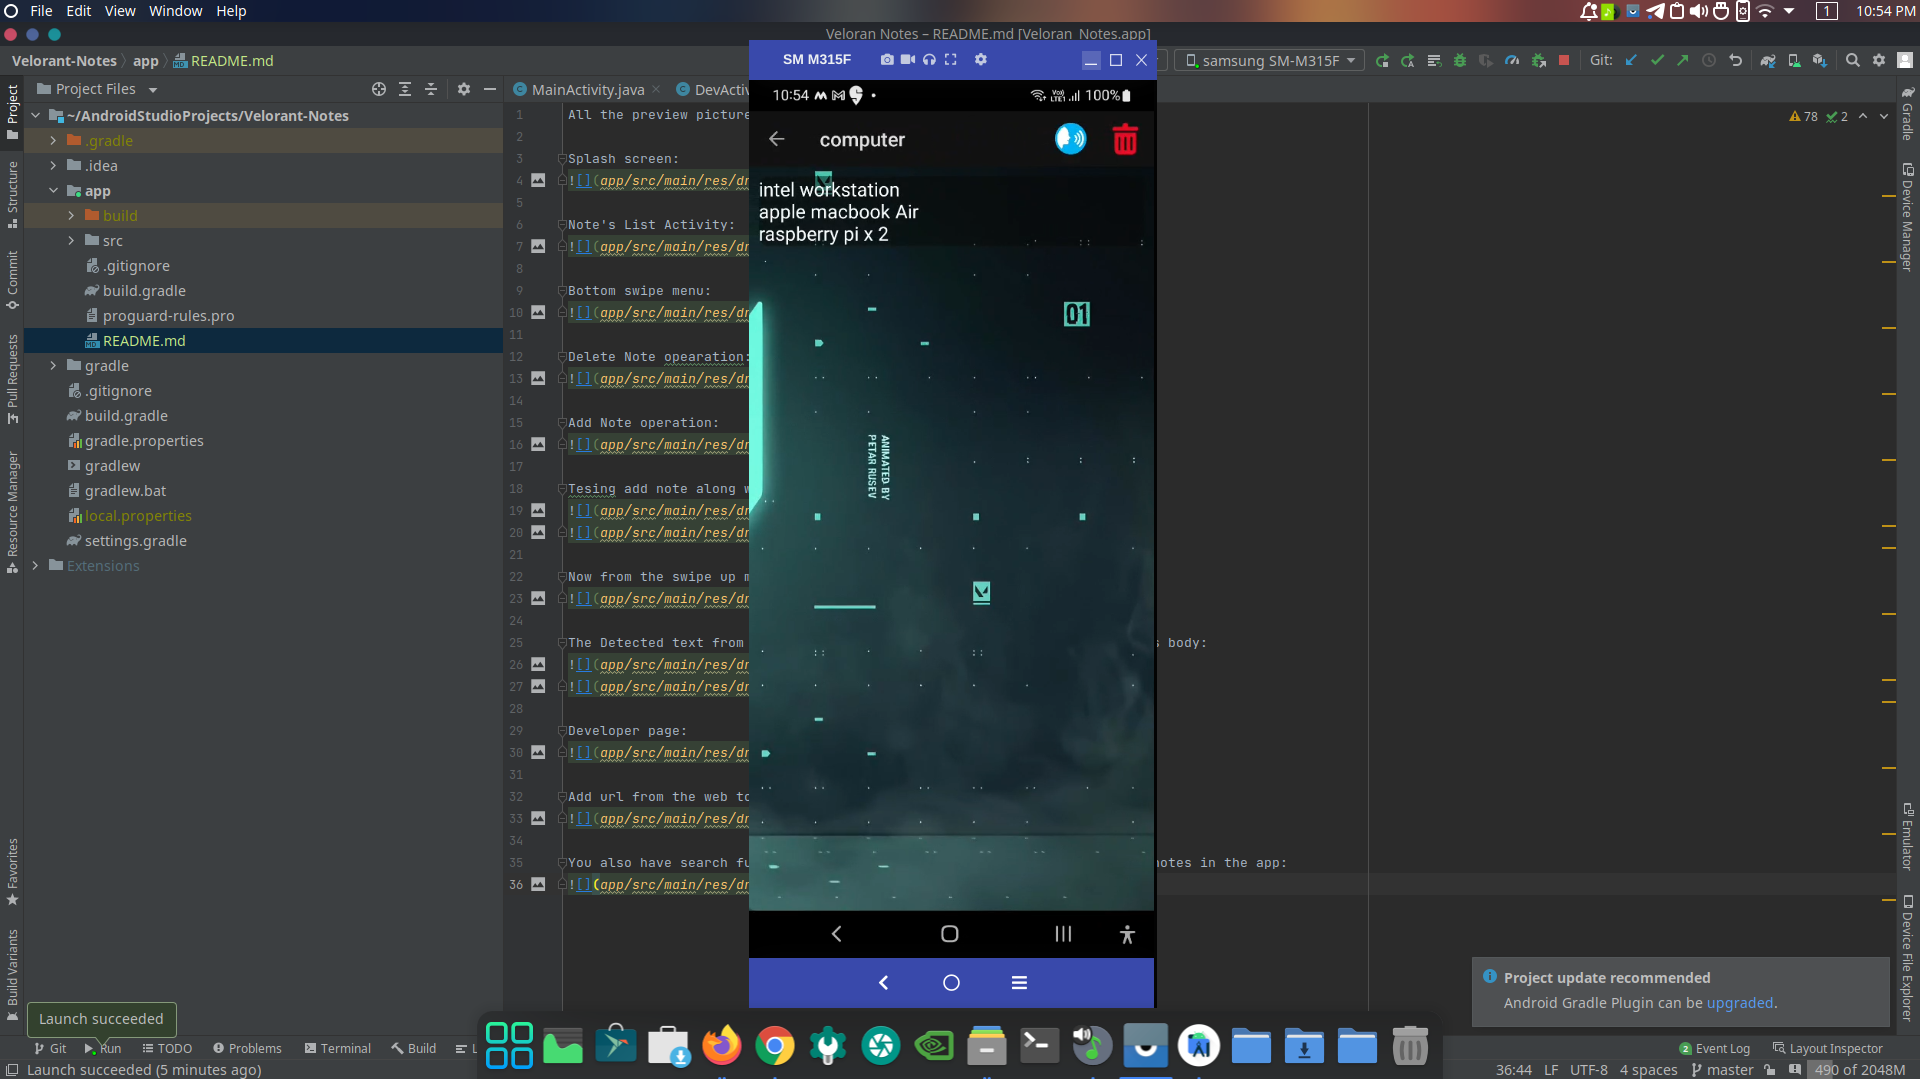 File Edit View Window Help
1 10:54 PM
Veloran Notes – README.md [Veloran_Notes.app]
Velorant-Notes app README.md
samsung SM-M315F
Git:
Project Files
MainActivity.java
DevActiv
~/AndroidStudioProjects/Velorant-Notes
.gradle
.idea
app
build
src
.gitignore
build.gradle
proguard-rules.pro
README.md
gradle
.gitignore
build.gradle
gradle.properties
gradlew
gradlew.bat
local.properties
settings.gradle
Extensions
Project
Structure
Commit
Pull Requests
Resource Manager
Favorites
Build Variants
1 All the preview picture
2
3 Splash screen:
4 ![](app/src/main/res/dr
5
6 Note's List Activity:
7 ![](app/src/main/res/dr
8
9 Bottom swipe menu:
10 ![](app/src/main/res/dr
11
12 Delete Note opearation:
13 ![](app/src/main/res/dr
14
15 Add Note operation:
16 ![](app/src/main/res/dr
17
18 Tesing add note along w
19 ![](app/src/main/res/dr
20 ![](app/src/main/res/dr
21
22 Now from the swipe up m
23 ![](app/src/main/res/dr
24
25 The Detected text from s body:
26 ![](app/src/main/res/dr
27 ![](app/src/main/res/dr
28
29 Developer page:
30 ![](app/src/main/res/dr
31
32 Add url from the web to
33 ![](app/src/main/res/dr
34
35 You also have search fu notes in the app:
36 ![](app/src/main/res/dr
78 2
SM M315F
10:54 100%
computer
intel workstation
apple macbook Air
raspberry pi x 2
01
ANIMATED BY
PETAR RUSEV
Gradle
Device Manager
Emulator
Device File Explorer
Project update recommended
Android Gradle Plugin can be upgraded.
Launch succeeded
Git Run TODO Problems Terminal Build L
2 Event Log Layout Inspector
Launch succeeded (5 minutes ago)
36:44 LF UTF-8 4 spaces master 490 of 2048M